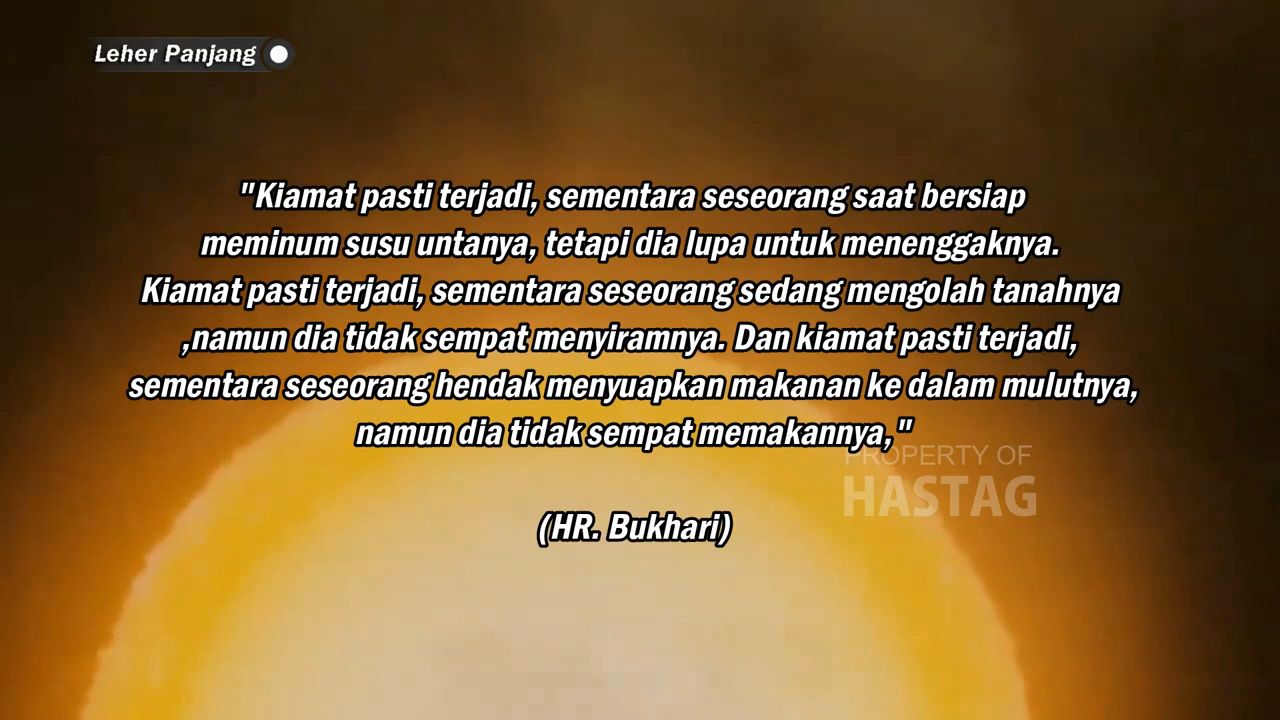 Leher Panjang
"Kiamat pasti terjadi, sementara seseorang saat bersiap
meminum susu untanya, tetapi dia lupa untuk menenggaknya.
Kiamat pasti terjadi, sementara seseorang sedang mengolah tanahnya
,namun dia tidak sempat menyiramnya. Dan kiamat pasti terjadi,
sementara seseorang hendak menyuapkan makanan ke dalam mulutnya,
namun dia tidak sempat memakannya,"
PROPERTY OF
HASTAG
(HR. Bukhari)